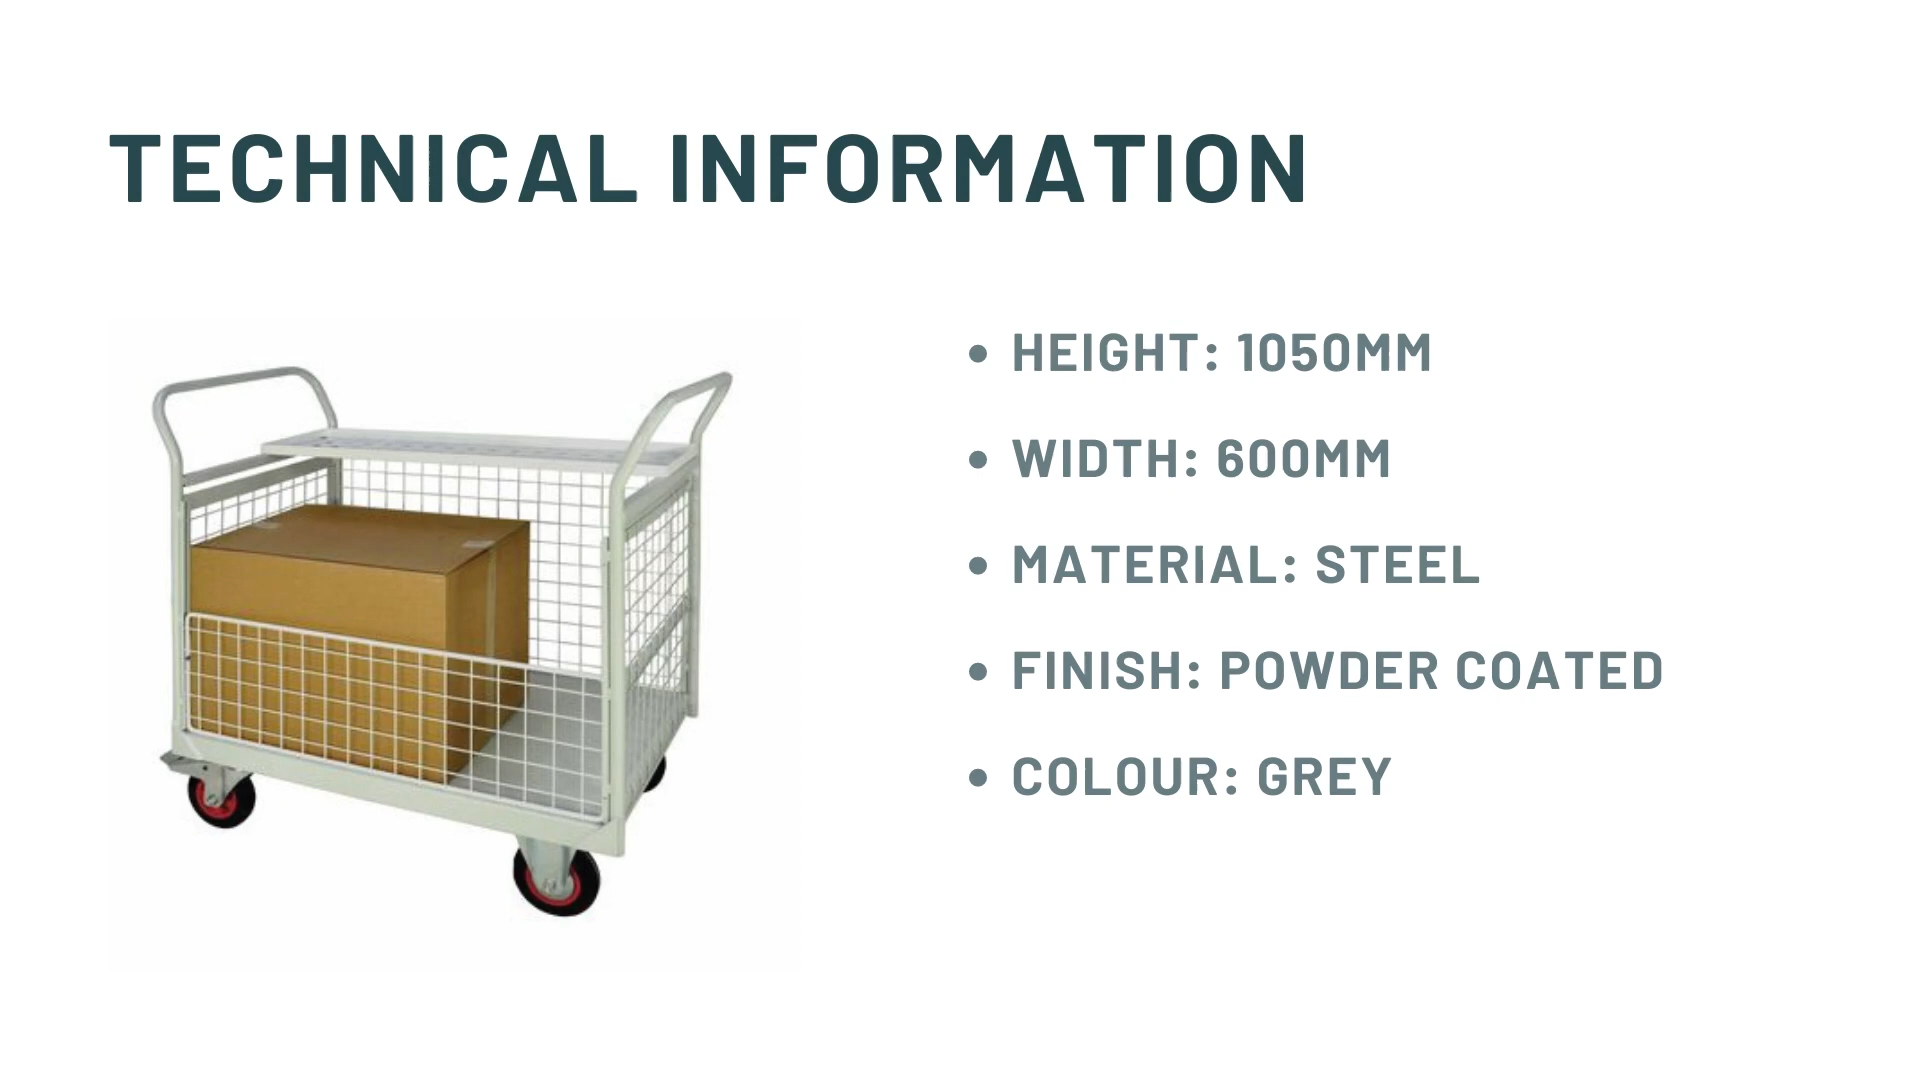 TECHNICAL INFORMATION
• HEIGHT: 1050MM
• WIDTH: 600MM
• MATERIAL: STEEL
• FINISH: POWDER COATED
• COLOUR: GREY